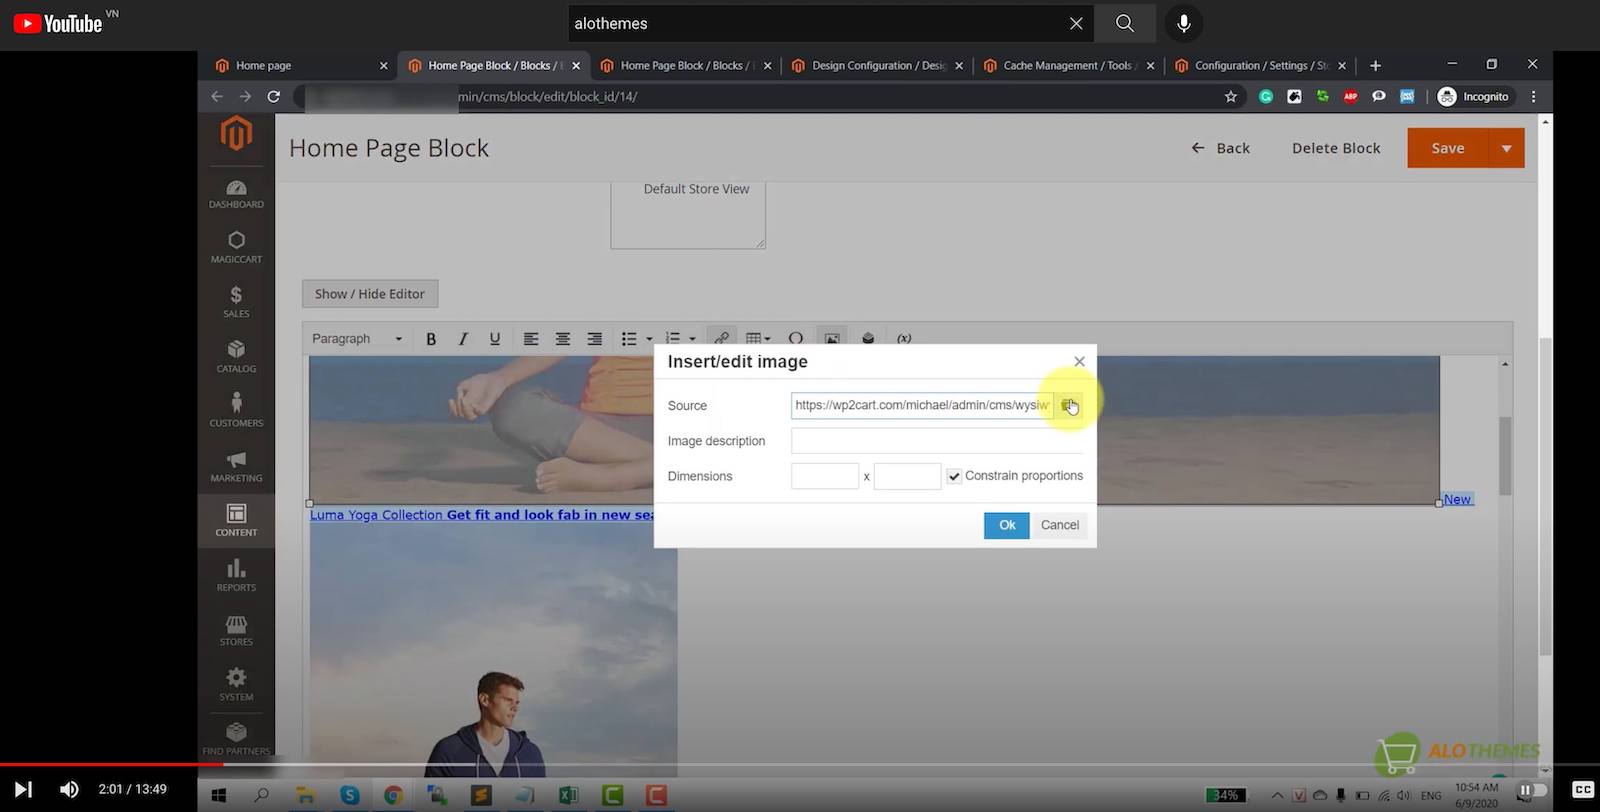 YouTube VN
alothemes
Home page
Home Page Block / Blocks / E
Home Page Block / Blocks /
Design Configuration / Desig
Cache Management / Tools /
Configuration / Settings / Sto
min/cms/block/edit/block_id/14/
ABP
Incognito
Home Page Block
Back
Delete Block
Save
DASHBOARD
MAGICCART
SALES
CATALOG
CUSTOMERS
MARKETING
CONTENT
REPORTS
STORES
SYSTEM
FIND PARTNERS
Default Store View
Show / Hide Editor
Paragraph
B I U
(x)
Insert/edit image
Source
https://wp2cart.com/michael/admin/cms/wysiw
Image description
Dimensions
x
Constrain proportions
Ok
Cancel
New
Luma Yoga Collection Get fit and look fab in new sea
ALOTHEMES
2:01 / 13:49
34%
ENG
10:54 AM
6/9/2020
CC